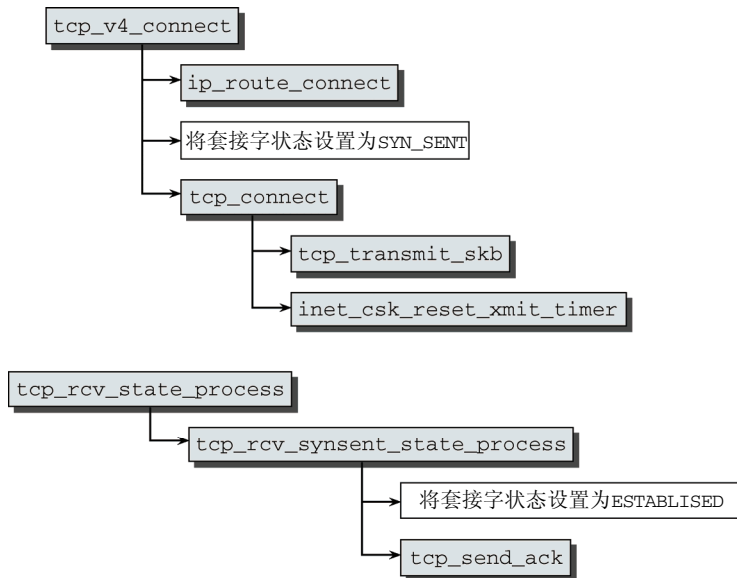 tcp_v4_connect
ip_route_connect
将套接字状态设置为SYN_SENT
tcp_connect
tcp_transmit_skb
inet_csk_reset_xmit_timer
tcp_rcv_state_process
tcp_rcv_synsent_state_process
将套接字状态设置为ESTABLISED
tcp_send_ack